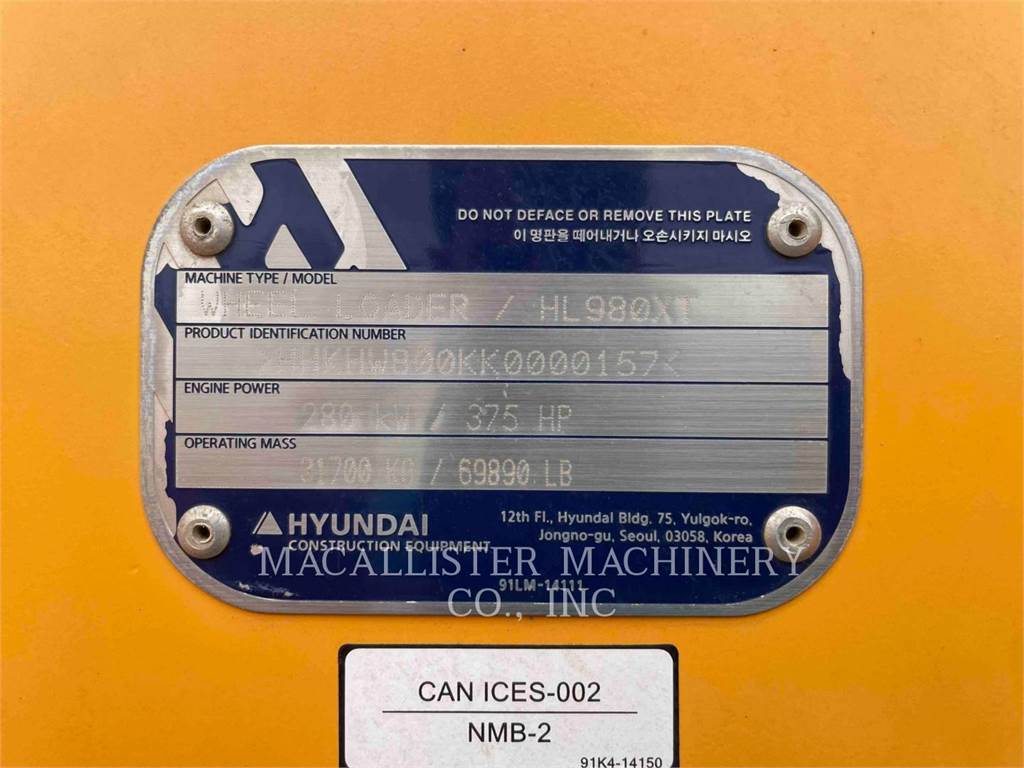 DO NOT DEFACE OR REMOVE THIS PLATE
이 명판을 떼어내거나 오손시키지 마시오
MACHINE TYPE / MODEL
WHEEL LOADER / HL980XT
PRODUCT IDENTIFICATION NUMBER
ENGINE POWER
280 kW / 375 HP
OPERATING MASS
31700 KG / 69890 LB
HYUNDAI
CONSTRUCTION EQUIPMENT
12th Fl., Hyundai Bldg. 75, Yulgok-ro,
Jongno-gu, Seoul, 03058, Korea
91LM-14111
MACALLISTER MACHINERY
CO., INC
CAN ICES-002
NMB-2
91K4-14150